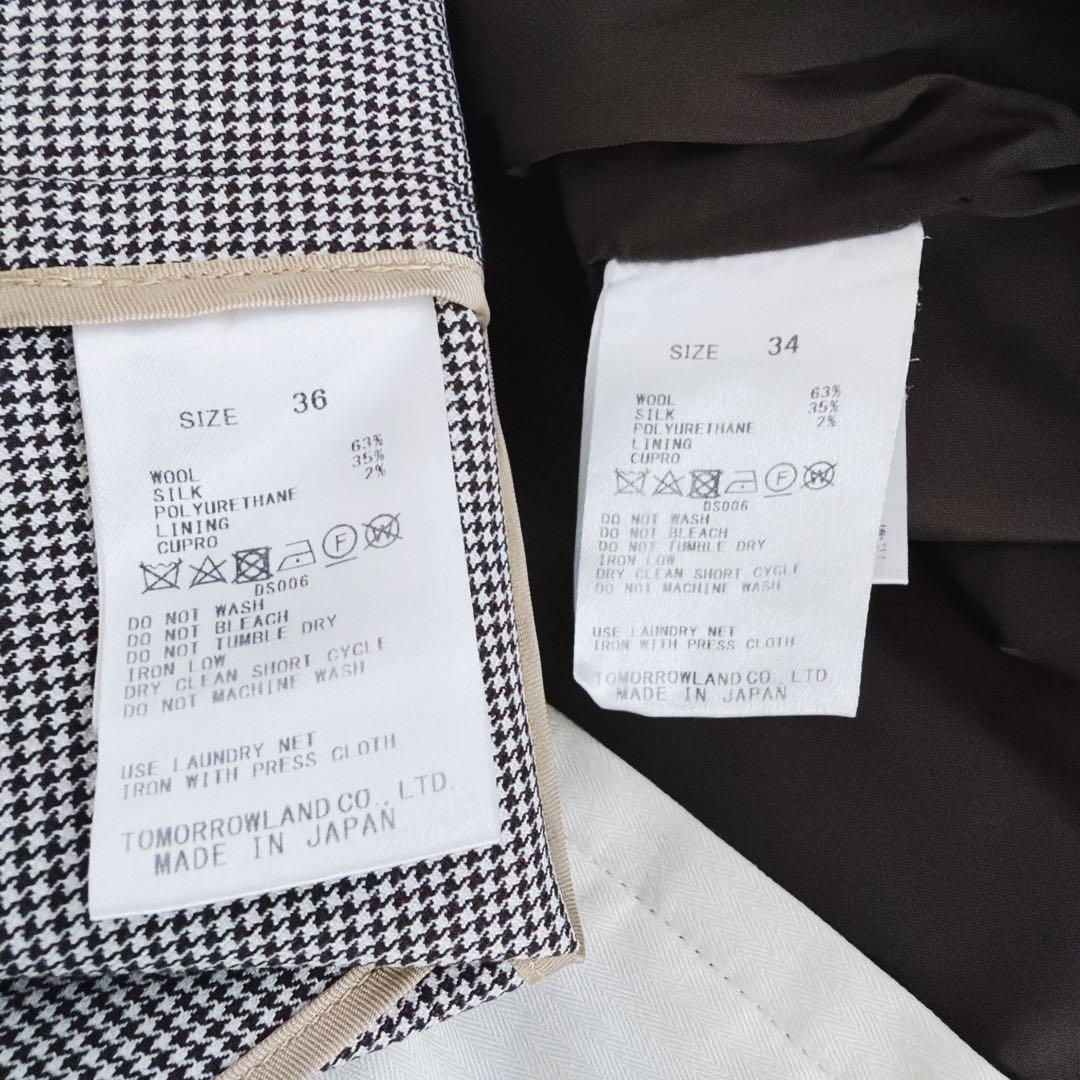 SIZE 36
63%
35%
2%
WOOL
SILK
POLYURETHANE
LINING
CUPRO
F W
DS006
DO NOT WASH
DO NOT BLEACH
DO NOT TUMBLE DRY
IRON LOW
DRY CLEAN SHORT CYCLE
DO NOT MACHINE WASH
USE LAUNDRY NET
IRON WITH PRESS CLOTH
TOMORROWLAND CO., LTD.
MADE IN JAPAN
SIZE 34
WOOL 63%
SILK 35%
POLYURETHANE 2%
LINING
CUPRO
F W
DS006
DO NOT WASH
DO NOT BLEACH
DO NOT TUMBLE DRY
IRON LOW
DRY CLEAN SHORT CYCLE
DO NOT MACHINE WASH
USE LAUNDRY NET
IRON WITH PRESS CLOTH
TOMORROWLAND CO., LTD
MADE IN JAPAN